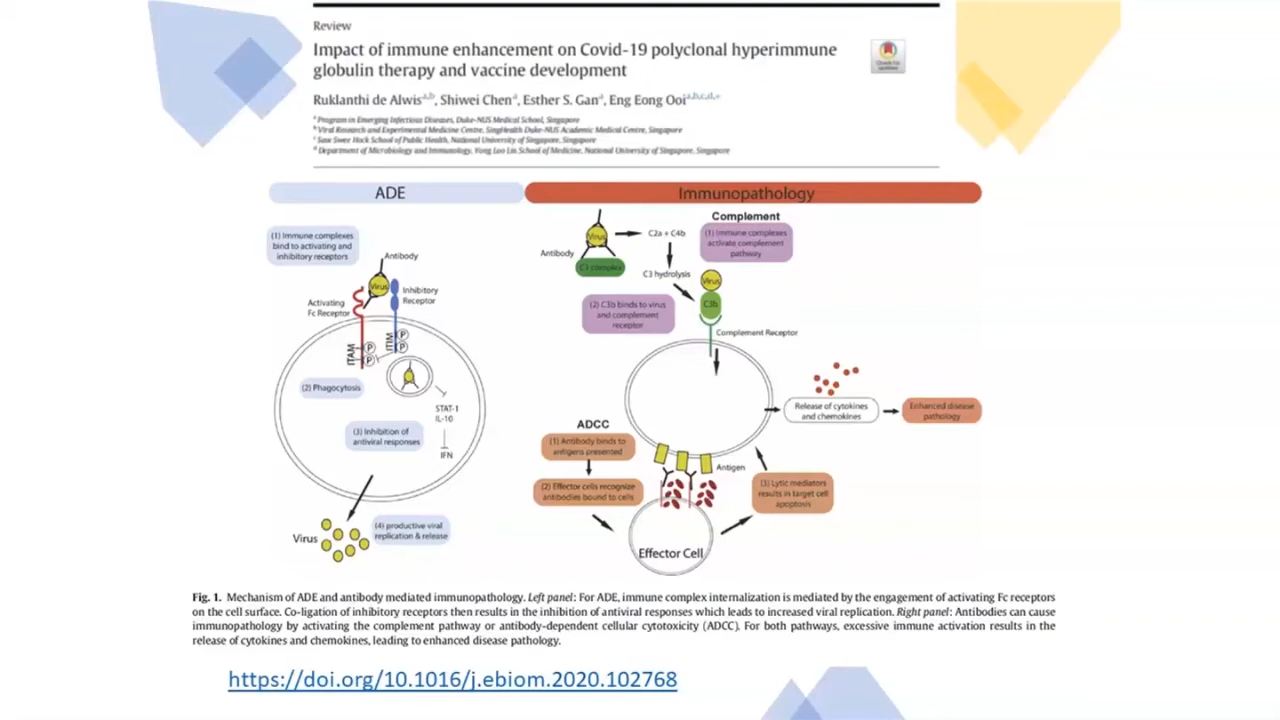 Review
Impact of immune enhancement on Covid-19 polyclonal hyperimmune
globulin therapy and vaccine development
Check for
updates
Ruklanthi de Alwis a,b, Shiwei Chen a, Esther S. Gan a, Eng Eong Ooi a,b,c,d,*
a Program in Emerging Infectious Diseases, Duke-NUS Medical School, Singapore
b Viral Research and Experimental Medicine Centre, SingHealth Duke-NUS Academic Medical Centre, Singapore
c Saw Swee Hock School of Public Health, National University of Singapore, Singapore
d Department of Microbiology and Immunology, Yong Loo Lin School of Medicine, National University of Singapore, Singapore
ADE
(1) Immune complexes
bind to activating and
inhibitory receptors
Antibody
Virus
Inhibitory
Receptor
Activating
Fc Receptor
ITAM
P
P
ITIM
P
P
(2) Phagocytosis
STAT-1
IL-10
(3) Inhibition of
antiviral responses
IFN
Virus
(4) productive viral
replication & release
Immunopathology
Complement
Virus
C2a + C4b
(1) Immune complexes
activate complement
pathway
Antibody
C1 complex
C3 hydrolysis
Virus
(2) C3b binds to virus
and complement
receptor
C3b
Complement Receptor
Release of cytokines
and chemokines
Enhanced disease
pathology
ADCC
(1) Antibody binds to
antigens presented
Antigen
(2) Effector cells recognize
antibodies bound to cells
(3) Lytic mediators
results in target cell
apoptosis
Effector Cell
Fig. 1. Mechanism of ADE and antibody mediated immunopathology. Left panel: For ADE, immune complex internalization is mediated by the engagement of activating Fc receptors
on the cell surface. Co-ligation of inhibitory receptors then results in the inhibition of antiviral responses which leads to increased viral replication. Right panel: Antibodies can cause
immunopathology by activating the complement pathway or antibody-dependent cellular cytotoxicity (ADCC). For both pathways, excessive immune activation results in the
release of cytokines and chemokines, leading to enhanced disease pathology.
https://doi.org/10.1016/j.ebiom.2020.102768